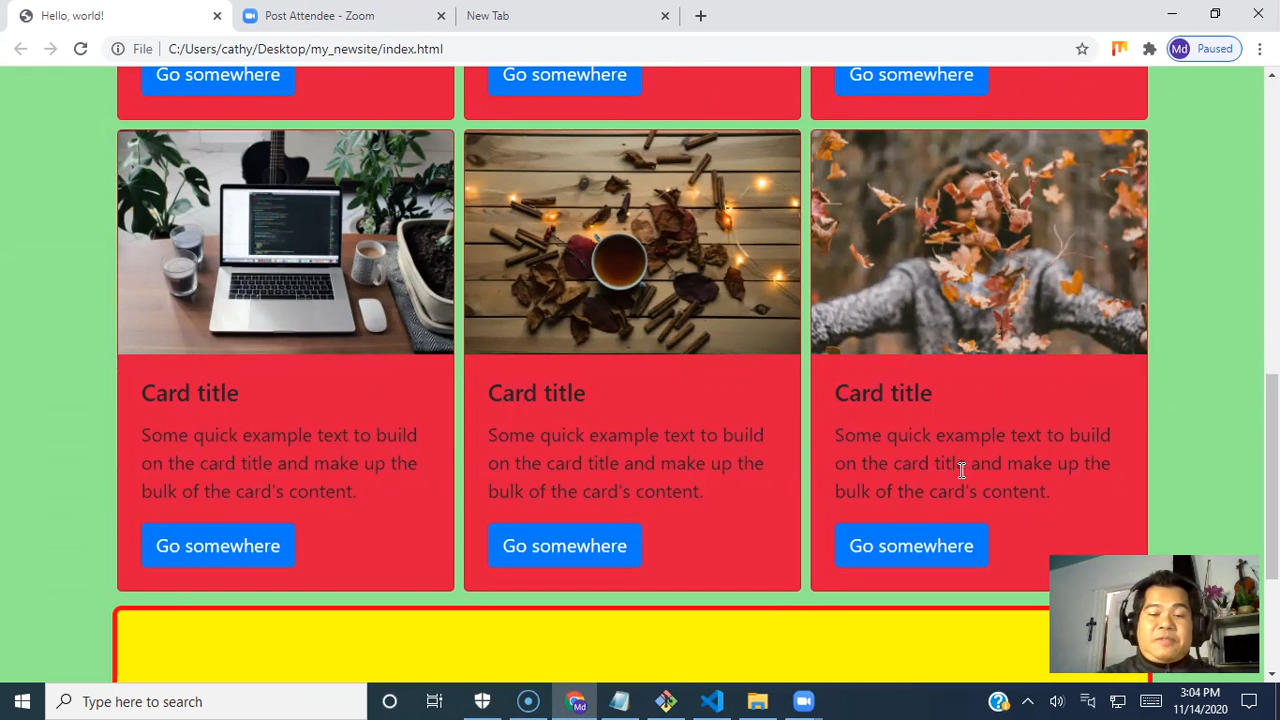 Hello, world!
Post Attendee - Zoom
New Tab
File
C:/Users/cathy/Desktop/my_newsite/index.html
Md
Paused
Go somewhere
Go somewhere
Go somewhere
Card title
Some quick example text to build
on the card title and make up the
bulk of the card's content.
Go somewhere
Card title
Some quick example text to build
on the card title and make up the
bulk of the card's content.
Go somewhere
Card title
Some quick example text to build
on the card title and make up the
bulk of the card's content.
Go somewhere
Type here to search
3:04 PM
11/14/2020